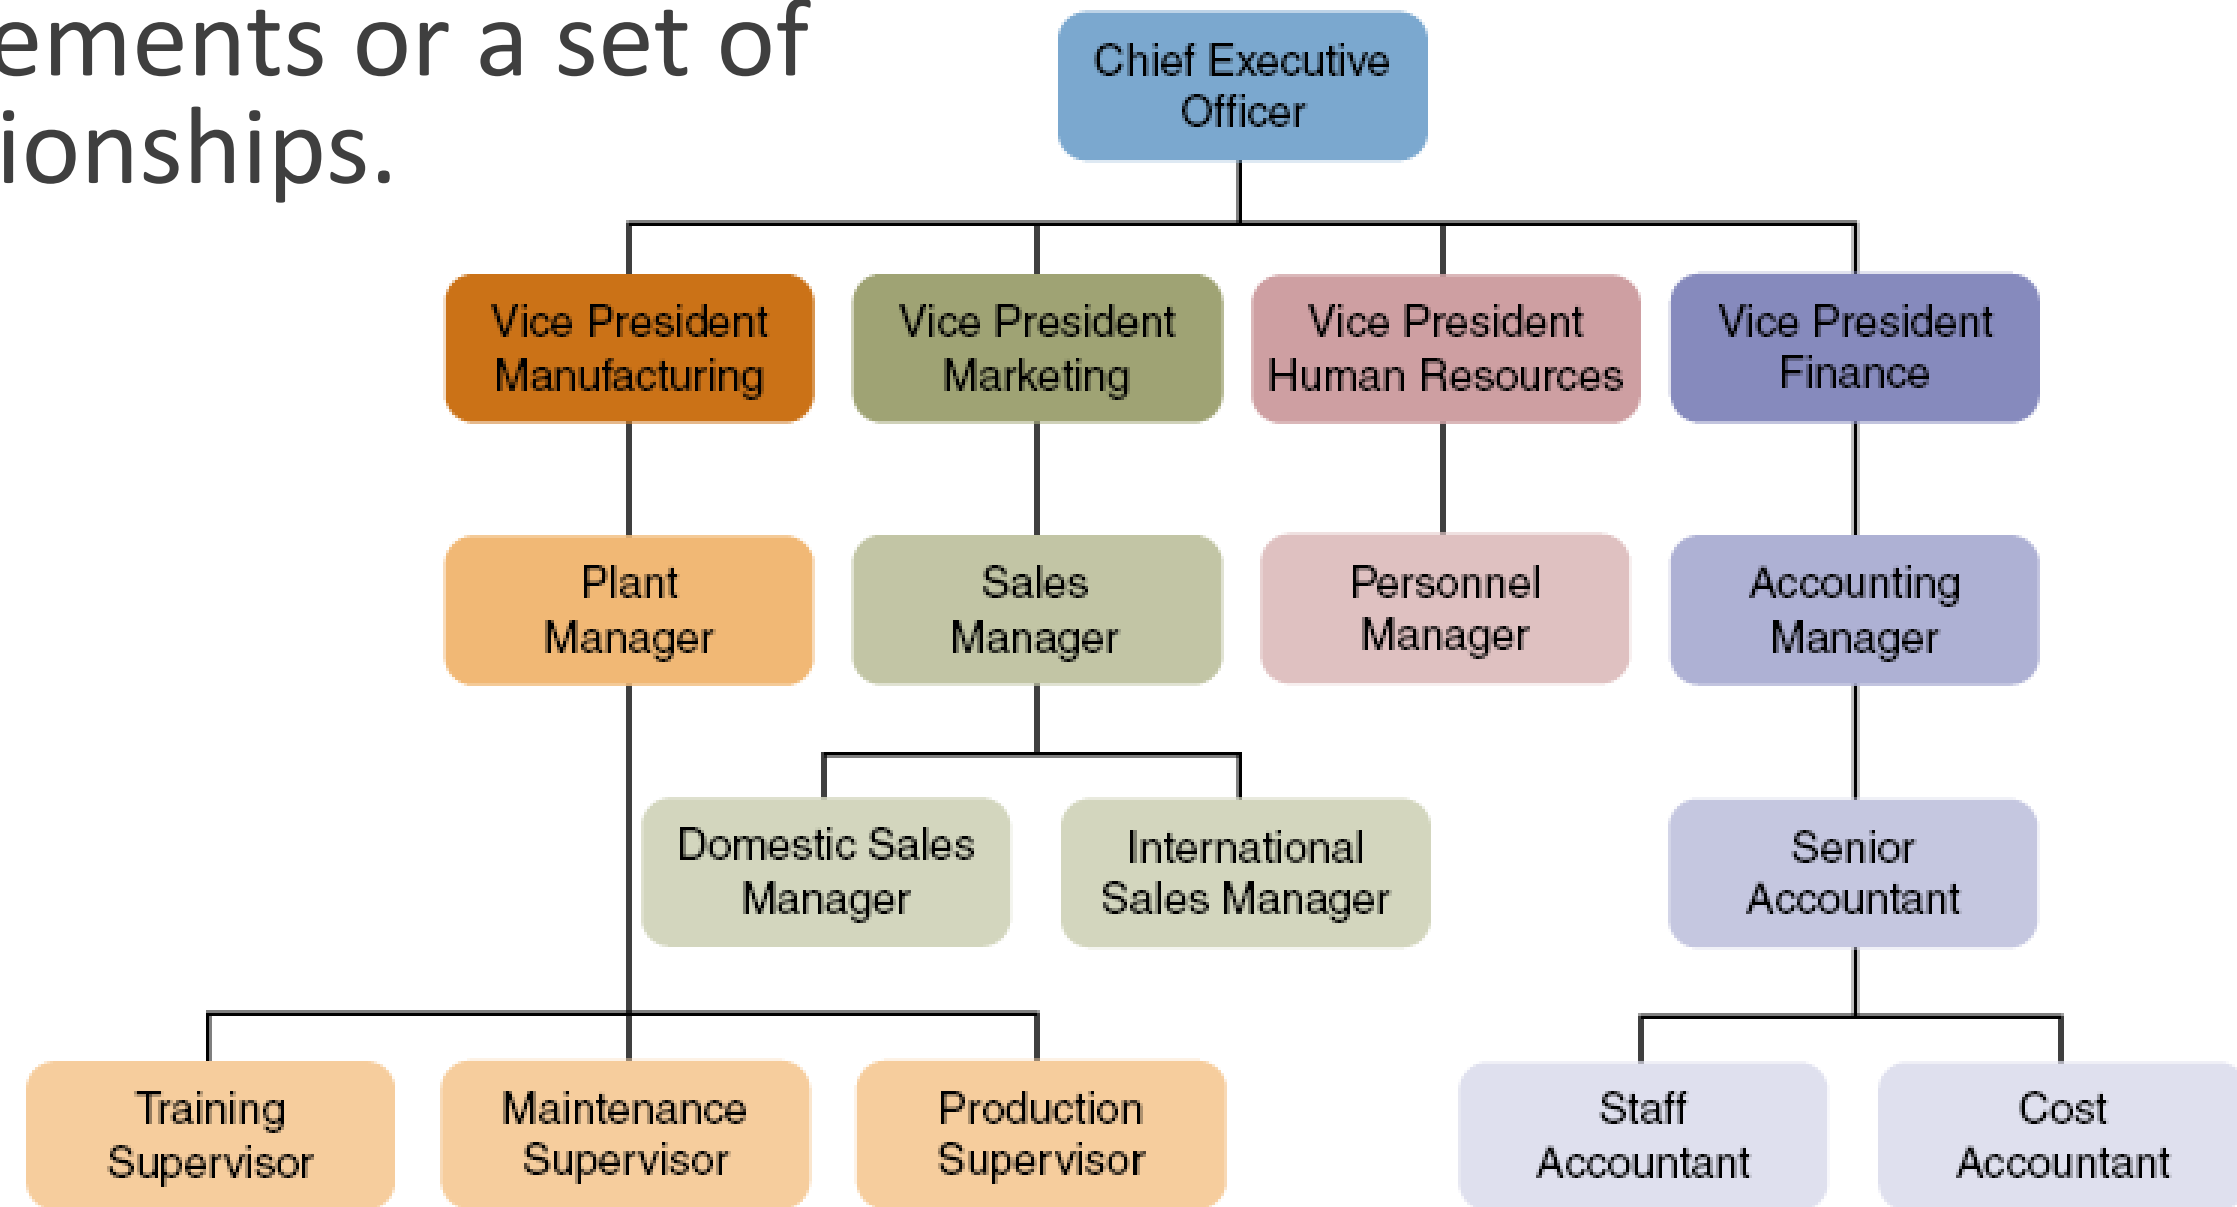 ements or a set of
ionships.
Chief Executive
Officer
Vice President
Manufacturing
Vice President
Marketing
Vice President
Human Resources
Vice President
Finance
Plant
Manager
Sales
Manager
Personnel
Manager
Accounting
Manager
Domestic Sales
Manager
International
Sales Manager
Senior
Accountant
Training
Supervisor
Maintenance
Supervisor
Production
Supervisor
Staff
Accountant
Cost
Accountant